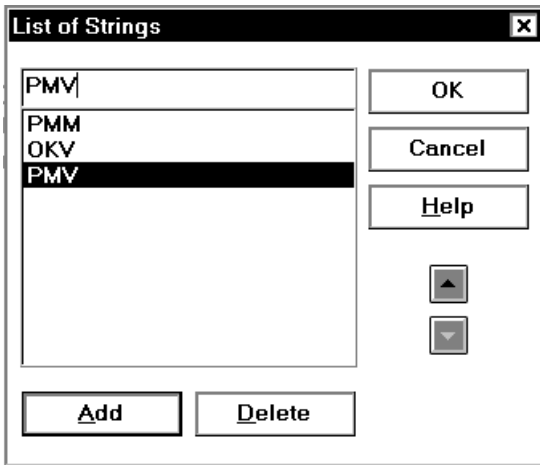 List of Strings
PMV
OK
PMM
OKV
PMV
Cancel
Help
Add
Delete